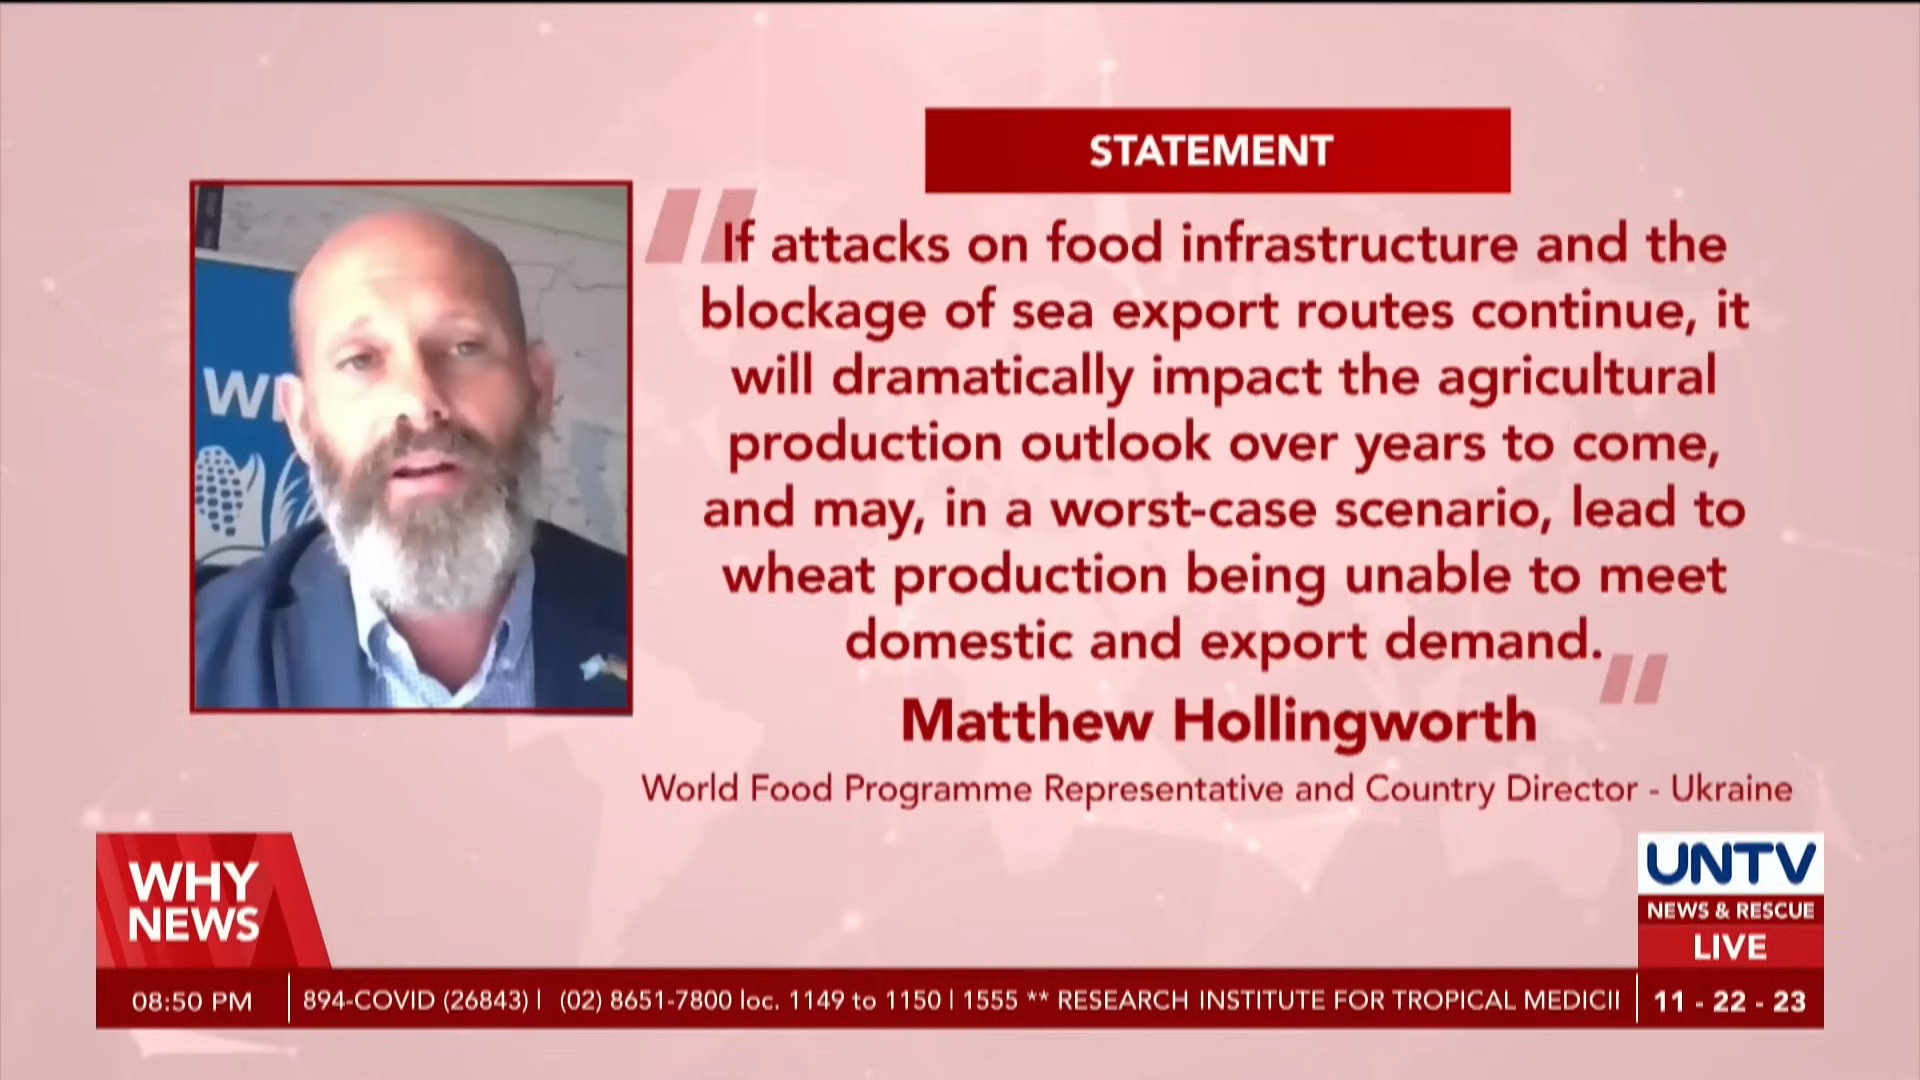 STATEMENT
If attacks on food infrastructure and the
blockage of sea export routes continue, it
will dramatically impact the agricultural
production outlook over years to come,
and may, in a worst-case scenario, lead to
wheat production being unable to meet
domestic and export demand.
Matthew Hollingworth
World Food Programme Representative and Country Director - Ukraine
WHY
NEWS
UNTV
NEWS & RESCUE
LIVE
08:50 PM
894-COVID (26843) | (02) 8651-7800 loc. 1149 to 1150 | 1555 ** RESEARCH INSTITUTE FOR TROPICAL
11 - 22 - 23